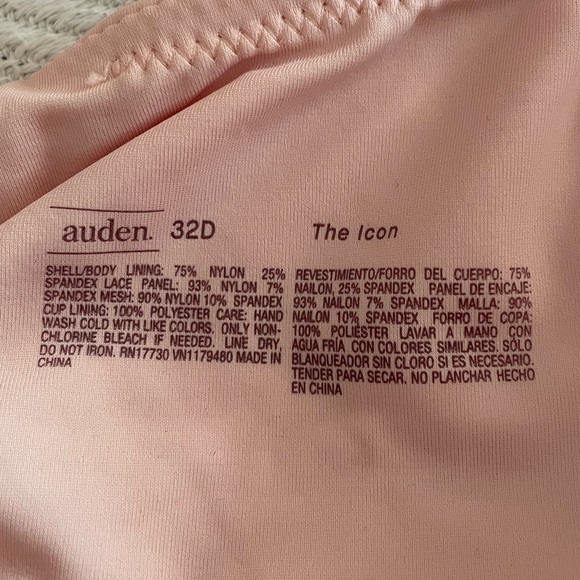 auden. 32D
The Icon
SHELL/BODY LINING: 75% NYLON 25%
SPANDEX LACE PANEL: 93% NYLON 7%
SPANDEX MESH: 90% NYLON 10% SPANDEX
CUP LINING: 100% POLYESTER CARE: HAND
WASH COLD WITH LIKE COLORS. ONLY NON-
CHLORINE BLEACH IF NEEDED. LINE DRY,
DO NOT IRON. RN17730 VN1179460 MADE IN
CHINA
REVESTIMIENTO/FORRO DEL CUERPO: 75%
NAILON, 25% SPANDEX PANEL DE ENCAJE:
93% NAILON 7% SPANDEX MALLA: 90%
NAILON 10% SPANDEX FORRO DE COPA:
100% POLIÉSTER LAVAR A MANO CON
AGUA FRÍA CON COLORES SIMILARES. SÓLO
BLANQUEADOR SIN CLORO SI ES NECESARIO.
TENDER PARA SECAR. NO PLANCHAR HECHO
EN CHINA